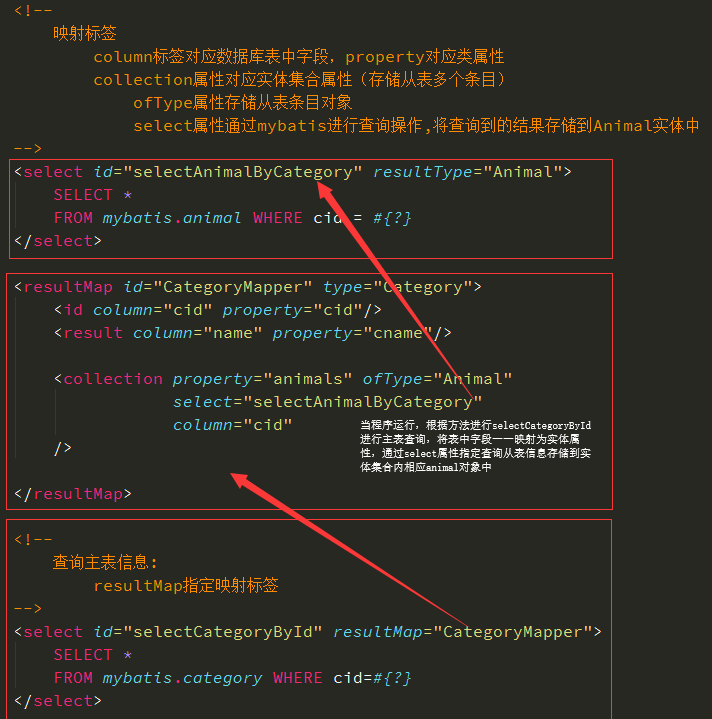 <!--
映射标签
column标签对应数据库表中字段，property对应类属性
collection属性对应实体集合属性（存储从表多个条目）
ofType属性存储从表条目对象
select属性通过mybatis进行查询操作,将查询到的结果存储到Animal实体中
-->
<select id="selectAnimalByCategory" resultType="Animal">
SELECT *
FROM mybatis.animal WHERE cid = #{?}
</select>
<resultMap id="CategoryMapper" type="Category">
<id column="cid" property="cid"/>
<result column="name" property="cname"/>
<collection property="animals" ofType="Animal"
select="selectAnimalByCategory"
column="cid"
/>
当程序运行，根据方法进行selectCategoryById
进行主表查询，将表中字段一一映射为实体属
性，通过select属性指定查询从表信息存储到实
体集合内相应animal对象中
</resultMap>
<!--
查询主表信息:
resultMap指定映射标签
-->
<select id="selectCategoryById" resultMap="CategoryMapper">
SELECT *
FROM mybatis.category WHERE cid=#{?}
</select>